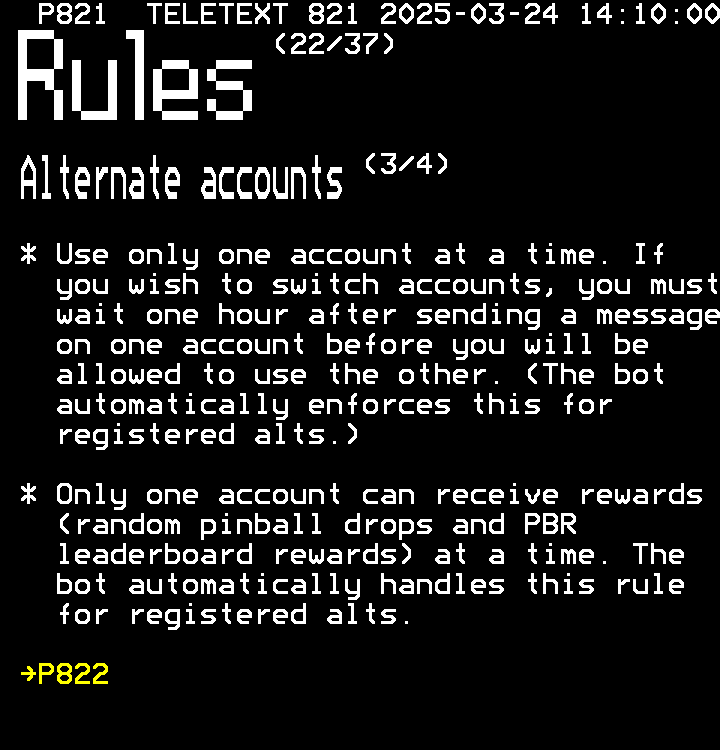 P821 TELETEXT 821 2025-03-24 14:10:00
Rules (22/37)
Alternate accounts (3/4)
* Use only one account at a time. If
you wish to switch accounts, you must
wait one hour after sending a message
on one account before you will be
allowed to use the other. (The bot
automatically enforces this for
registered alts.)
* Only one account can receive rewards
(random pinball drops and PBR
leaderboard rewards) at a time. The
bot automatically handles this rule
for registered alts.
→P822